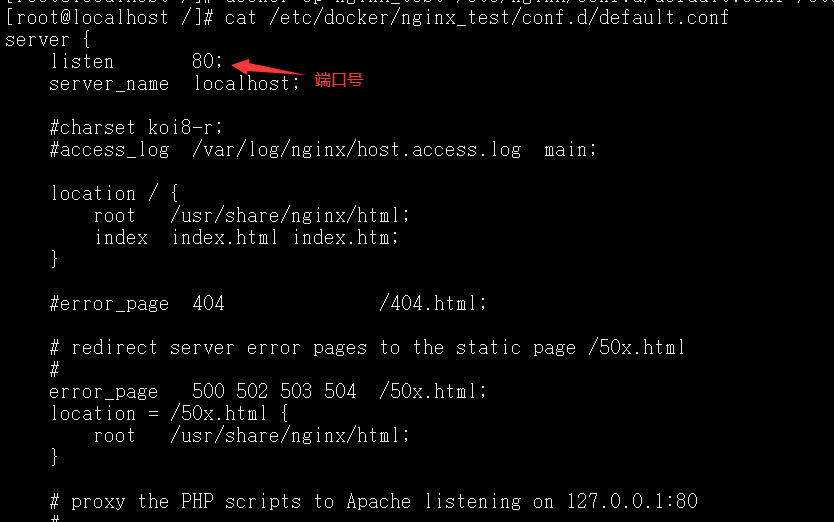 [root@localhost /]# cat /etc/docker/nginx_test/conf.d/default.conf
server {
    listen       80;
    server_name  localhost;
端口号
    #charset koi8-r;
    #access_log  /var/log/nginx/host.access.log  main;
    location / {
        root   /usr/share/nginx/html;
        index  index.html index.htm;
    }
    #error_page  404              /404.html;
    # redirect server error pages to the static page /50x.html
    #
    error_page   500 502 503 504  /50x.html;
    location = /50x.html {
        root   /usr/share/nginx/html;
    }
    # proxy the PHP scripts to Apache listening on 127.0.0.1:80